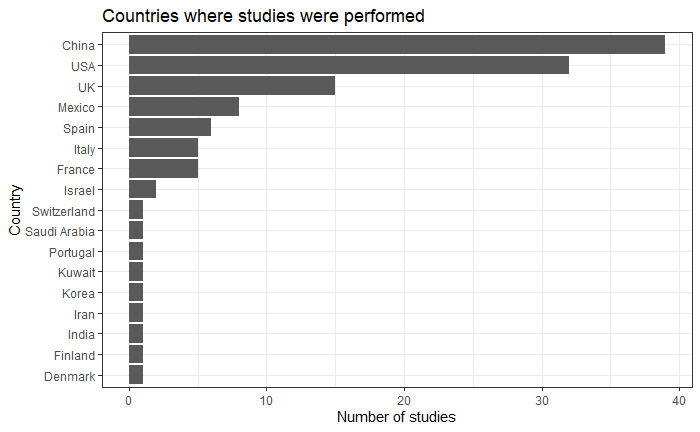 Countries where studies were performed
China
USA
UK
Mexico
Spain
Italy
France
Israel
Switzerland
Saudi Arabia
Portugal
Kuwait
Korea
Iran
India
Finland
Denmark
Country
0 10 20 30 40
Number of studies